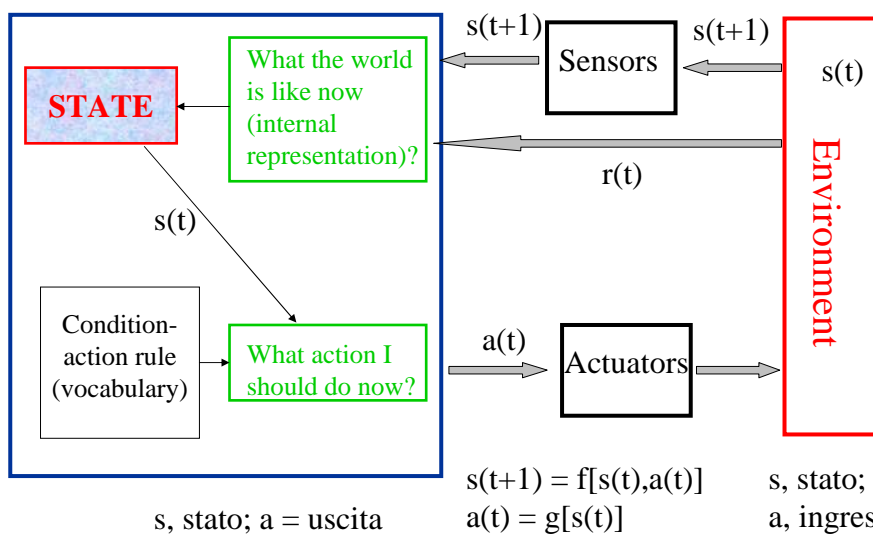 s(t+1)
s(t+1)
What the world
is like now
(internal
representation)?
STATE
Sensors
s(t)
r(t)
Environment
s(t)
Condition-
action rule
(vocabulary)
What action I
should do now?
a(t)
Actuators
s(t+1) = f[s(t),a(t)]
a(t) = g[s(t)]
s, stato;
a, ingres
s, stato; a = uscita